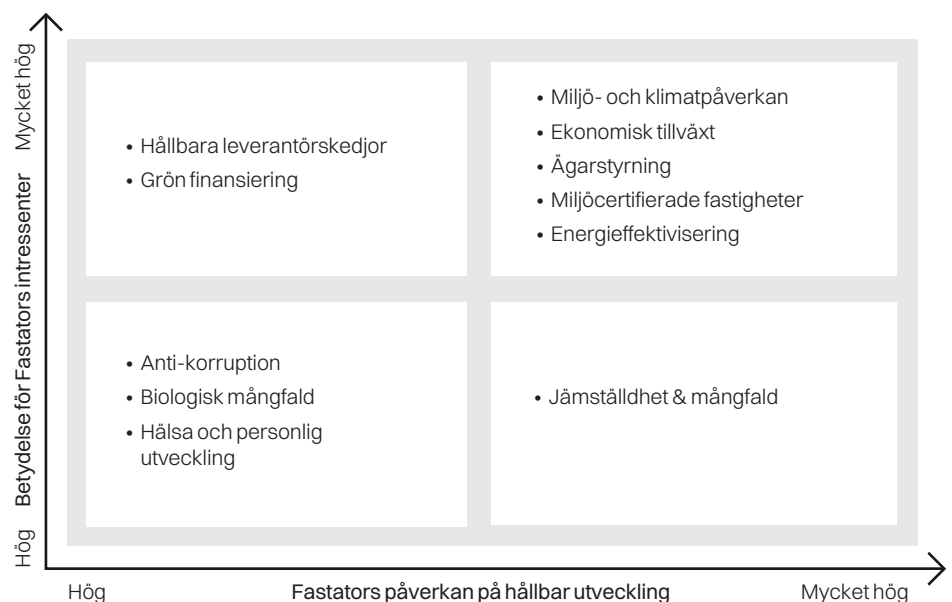 Mycket hög
Betydelse för Fastators intressenter
Hög
• Hållbara leverantörskedjor
• Grön finansiering
• Miljö- och klimatpåverkan
• Ekonomisk tillväxt
• Ägarstyrning
• Miljöcertifierade fastigheter
• Energieffektivisering
• Anti-korruption
• Biologisk mångfald
• Hälsa och personlig
utveckling
• Jämställdhet & mångfald
Hög
Fastators påverkan på hållbar utveckling
Mycket hög